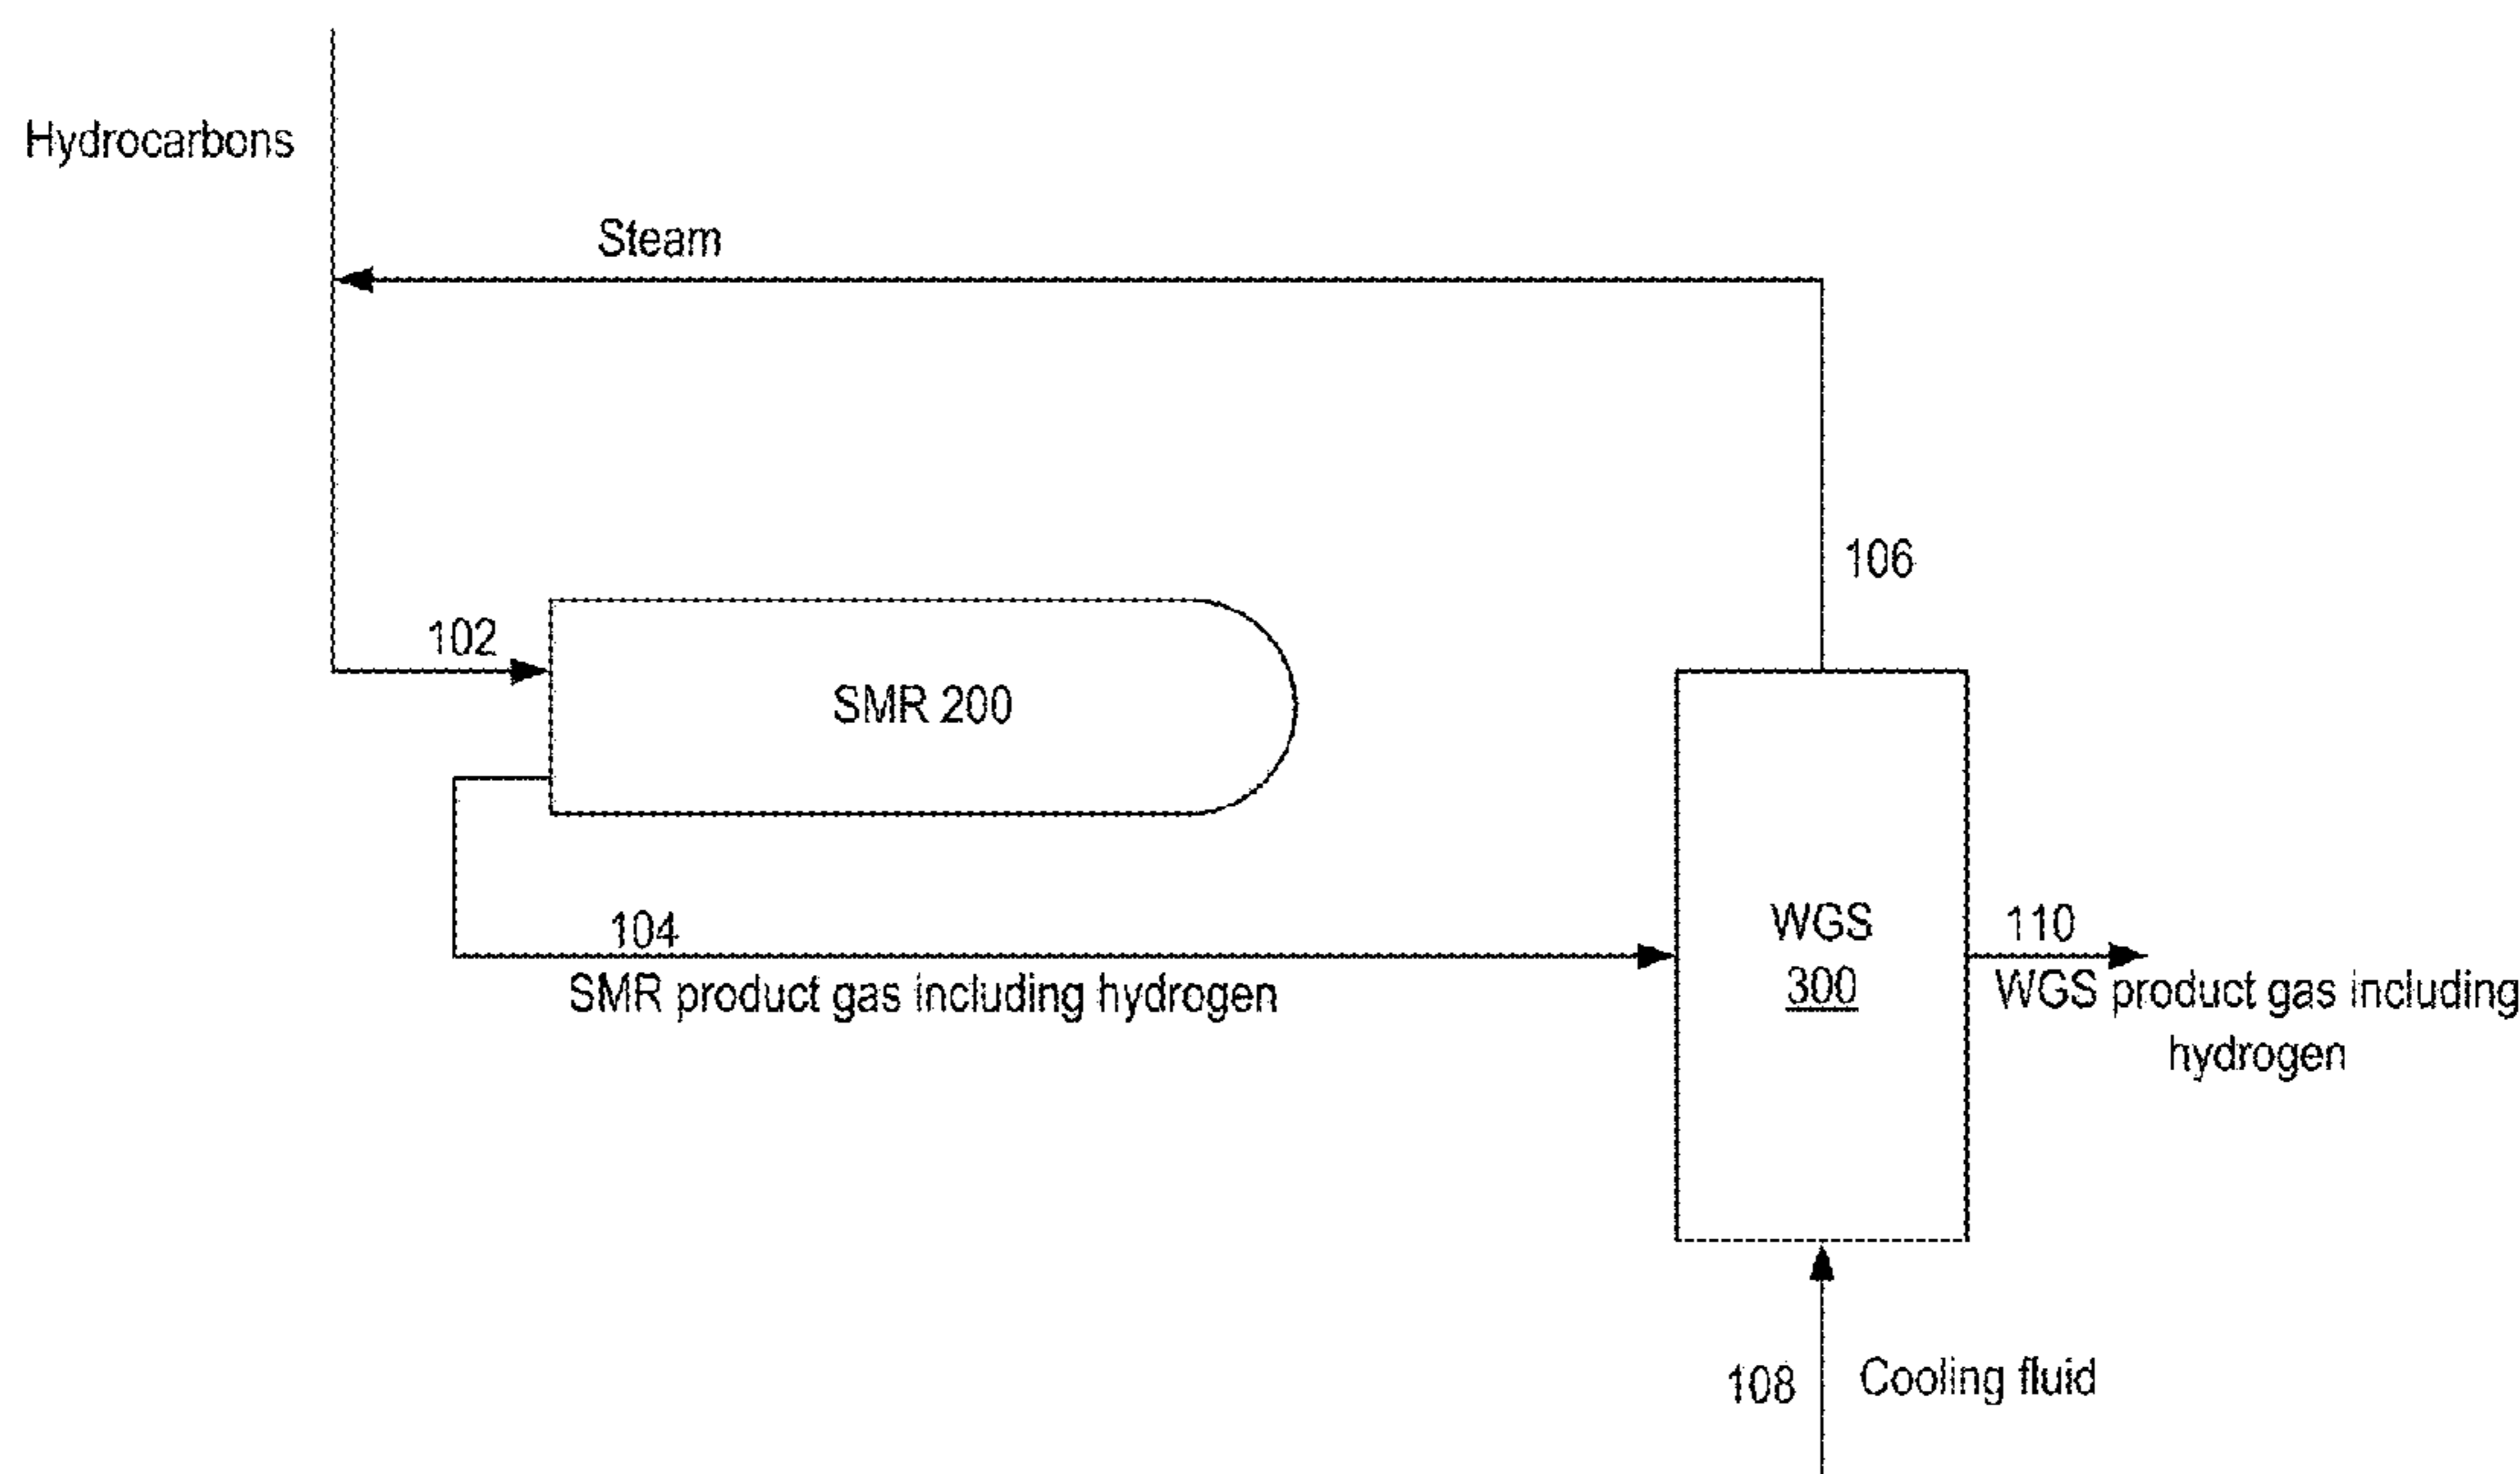 Hydrocarbons
Steam
106
102
SMR 200
104
SMR product gas including hydrogen
WGS
300
110
WGS product gas including
hydrogen
108
Cooling fluid